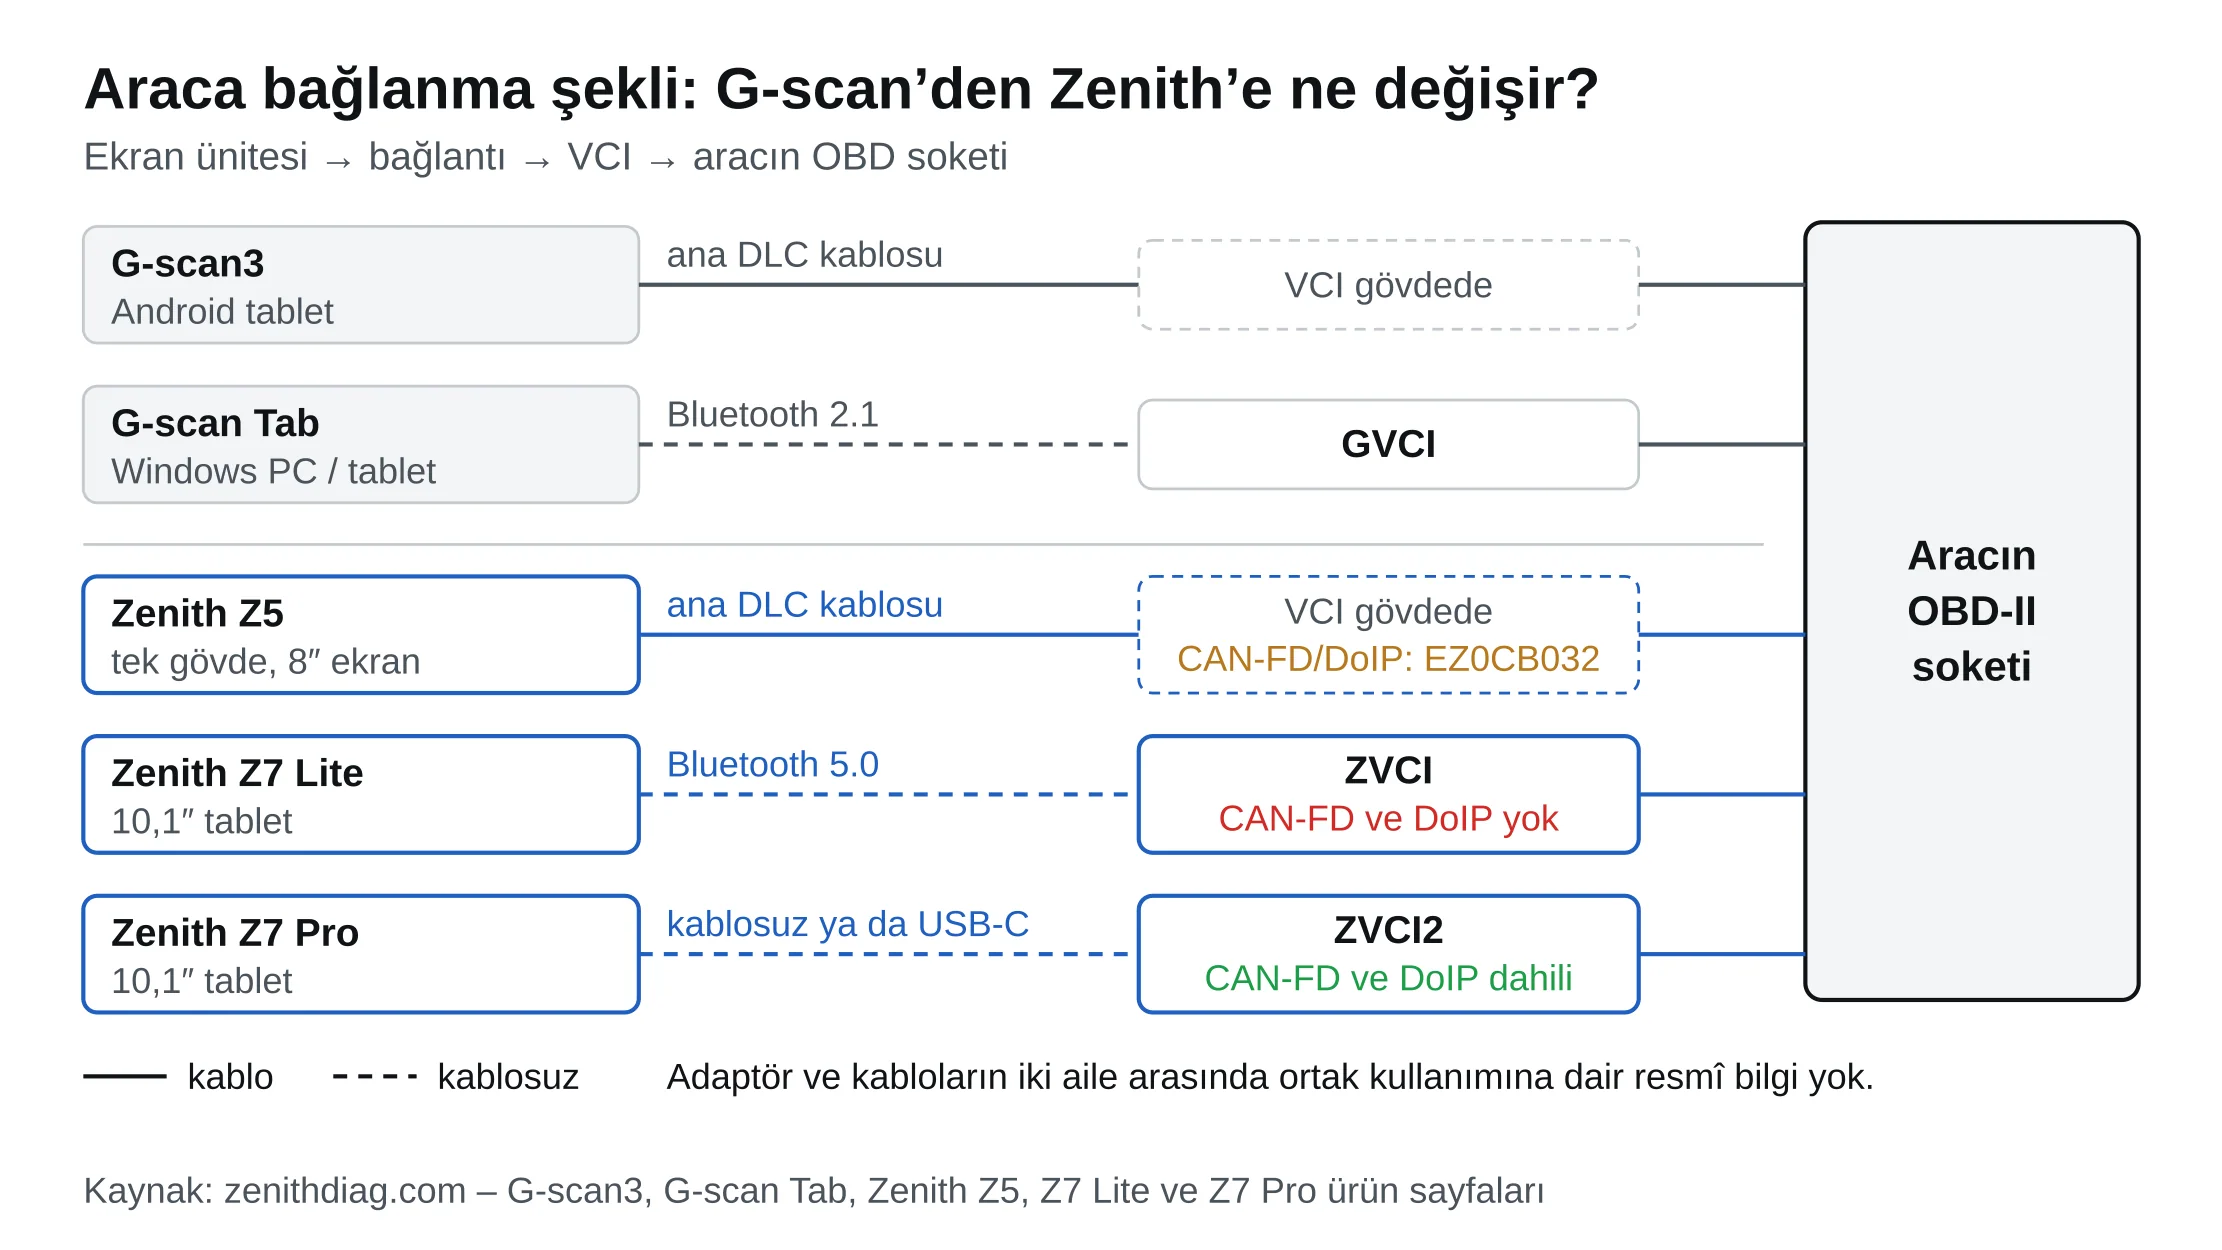 Araca bağlanma şekli: G-scan’den Zenith’e ne değişir?
Ekran ünitesi → bağlantı → VCI → aracın OBD soketi
G-scan3
Android tablet
ana DLC kablosu
VCI gövdede
G-scan Tab
Windows PC / tablet
Bluetooth 2.1
GVCI
Zenith Z5
tek gövde, 8″ ekran
ana DLC kablosu
VCI gövdede
CAN-FD/DoIP: EZ0CB032
Zenith Z7 Lite
10,1″ tablet
Bluetooth 5.0
ZVCI
CAN-FD ve DoIP yok
Zenith Z7 Pro
10,1″ tablet
kablosuz ya da USB-C
ZVCI2
CAN-FD ve DoIP dahili
Aracın
OBD-II
soketi
kablo
kablosuz
Adaptör ve kabloların iki aile arasında ortak kullanımına dair resmî bilgi yok.
Kaynak: zenithdiag.com – G-scan3, G-scan Tab, Zenith Z5, Z7 Lite ve Z7 Pro ürün sayfaları